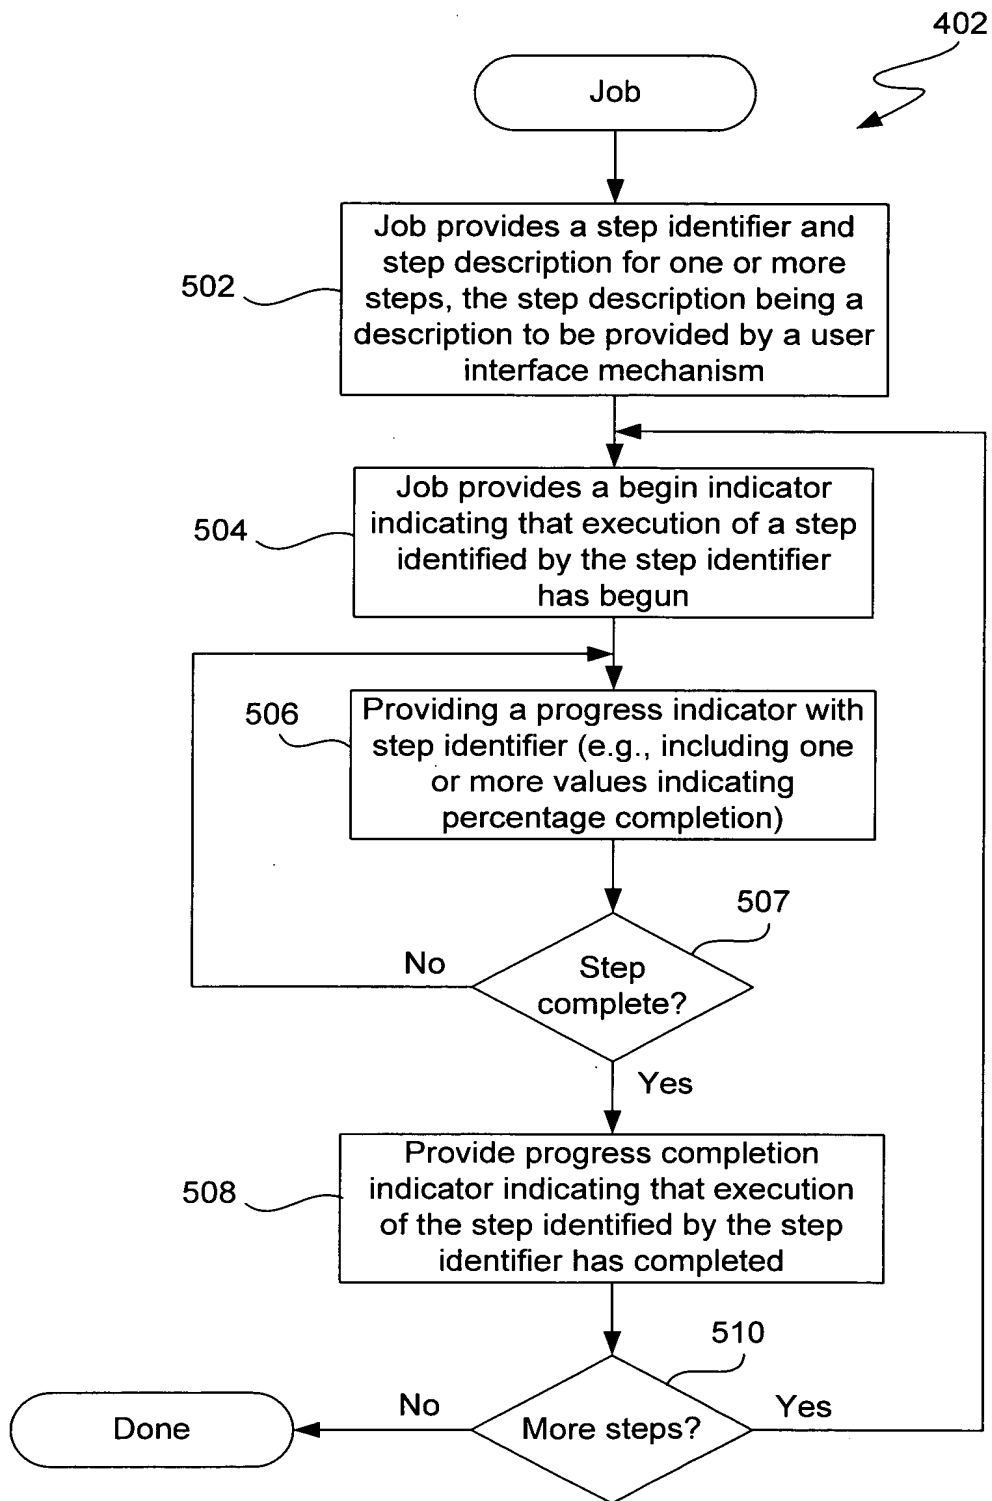 402
Job
Job provides a step identifier and
step description for one or more
steps, the step description being a
description to be provided by a user
interface mechanism
502
Job provides a begin indicator
indicating that execution of a step
identified by the step identifier
has begun
504
Providing a progress indicator with
step identifier (e.g., including one
or more values indicating
percentage completion)
506
507
Step
complete?
No
Yes
Provide progress completion
indicator indicating that execution
of the step identified by the step
identifier has completed
508
510
More steps?
No
Yes
Done